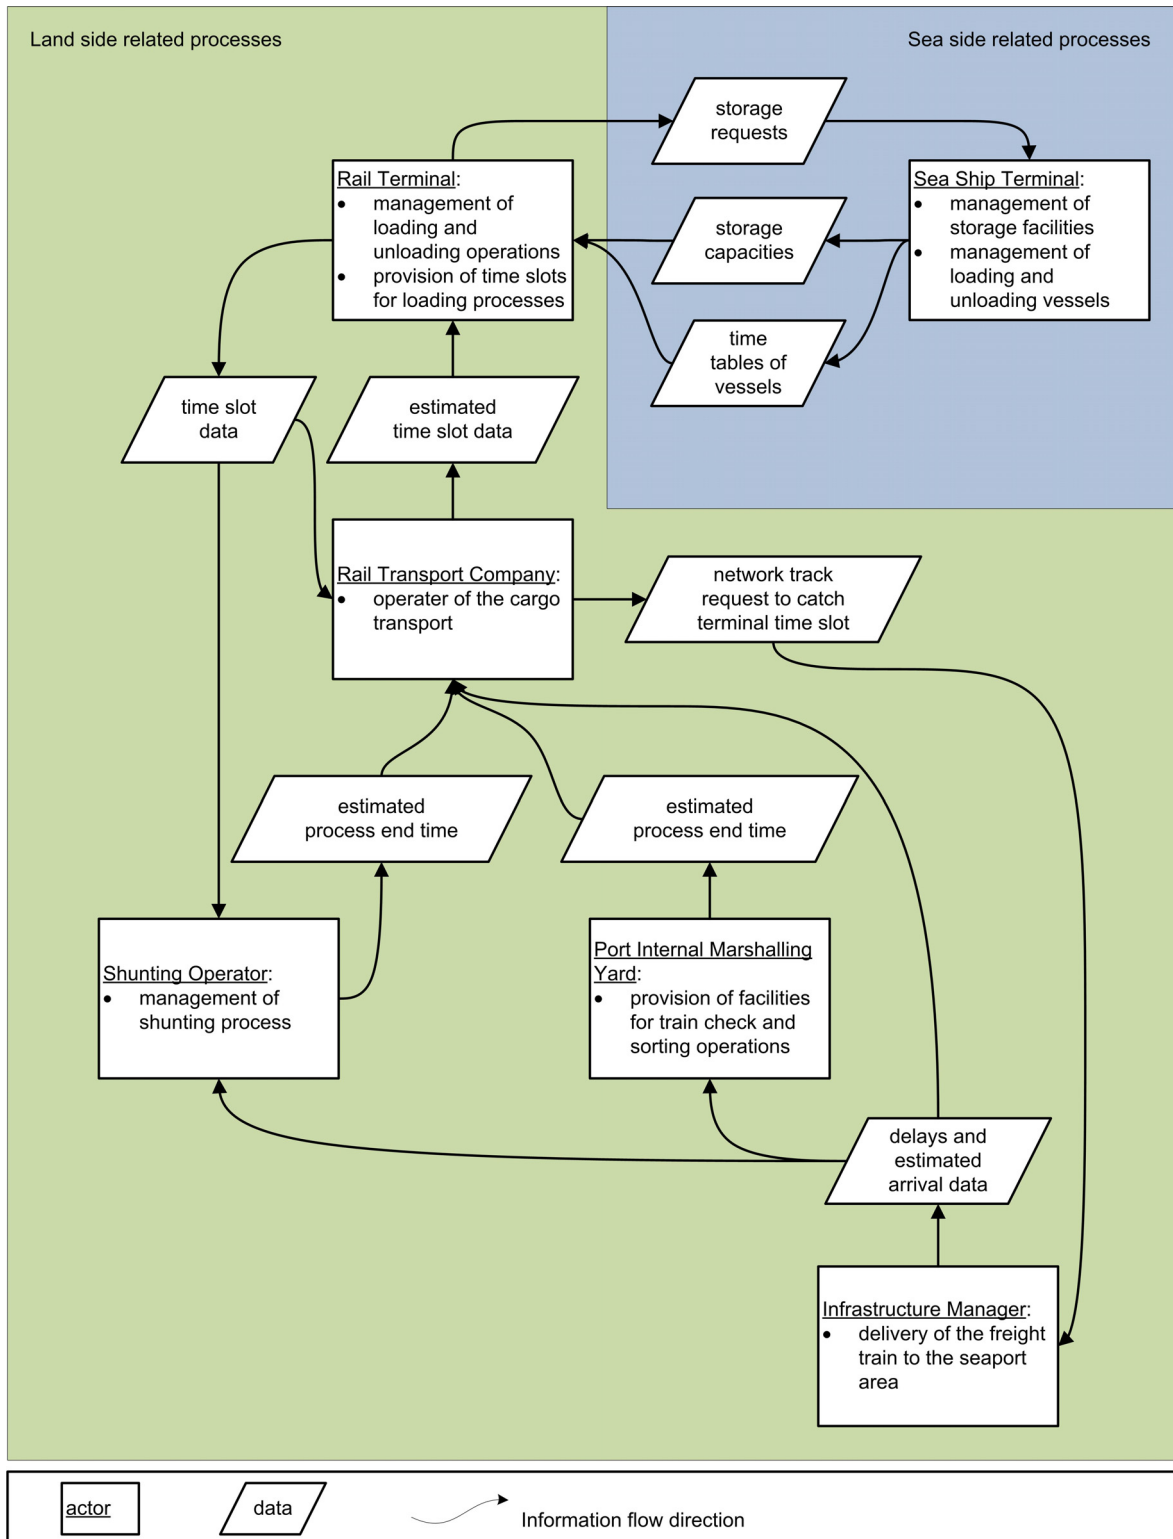 Land side related processes
Sea side related processes
storage
requests
Rail Terminal:
• management of
loading and
unloading operations
• provision of time slots
for loading processes
Sea Ship Terminal:
• management of
storage facilities
• management of
loading and
unloading vessels
storage
capacities
time
tables of
vessels
time slot
data
estimated
time slot data
Rail Transport Company:
• operater of the cargo
transport
network track
request to catch
terminal time slot
estimated
process end time
estimated
process end time
Shunting Operator:
• management of
shunting process
Port Internal Marshalling
Yard:
• provision of facilities
for train check and
sorting operations
delays and
estimated
arrival data
Infrastructure Manager:
• delivery of the freight
train to the seaport
area
actor
data
Information flow direction